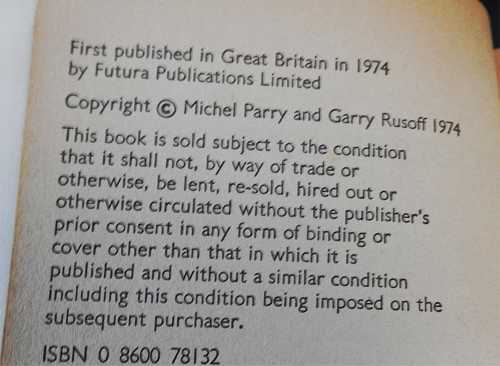 First published in Great Britain in 1974
by Futura Publications Limited
Copyright © Michel Parry and Garry Rusoff 1974
This book is sold subject to the condition
that it shall not, by way of trade or
otherwise, be lent, re-sold, hired out or
otherwise circulated without the publisher's
prior consent in any form of binding or
cover other than that in which it is
published and without a similar condition
including this condition being imposed on the
subsequent purchaser.
ISBN 0 8600 78132